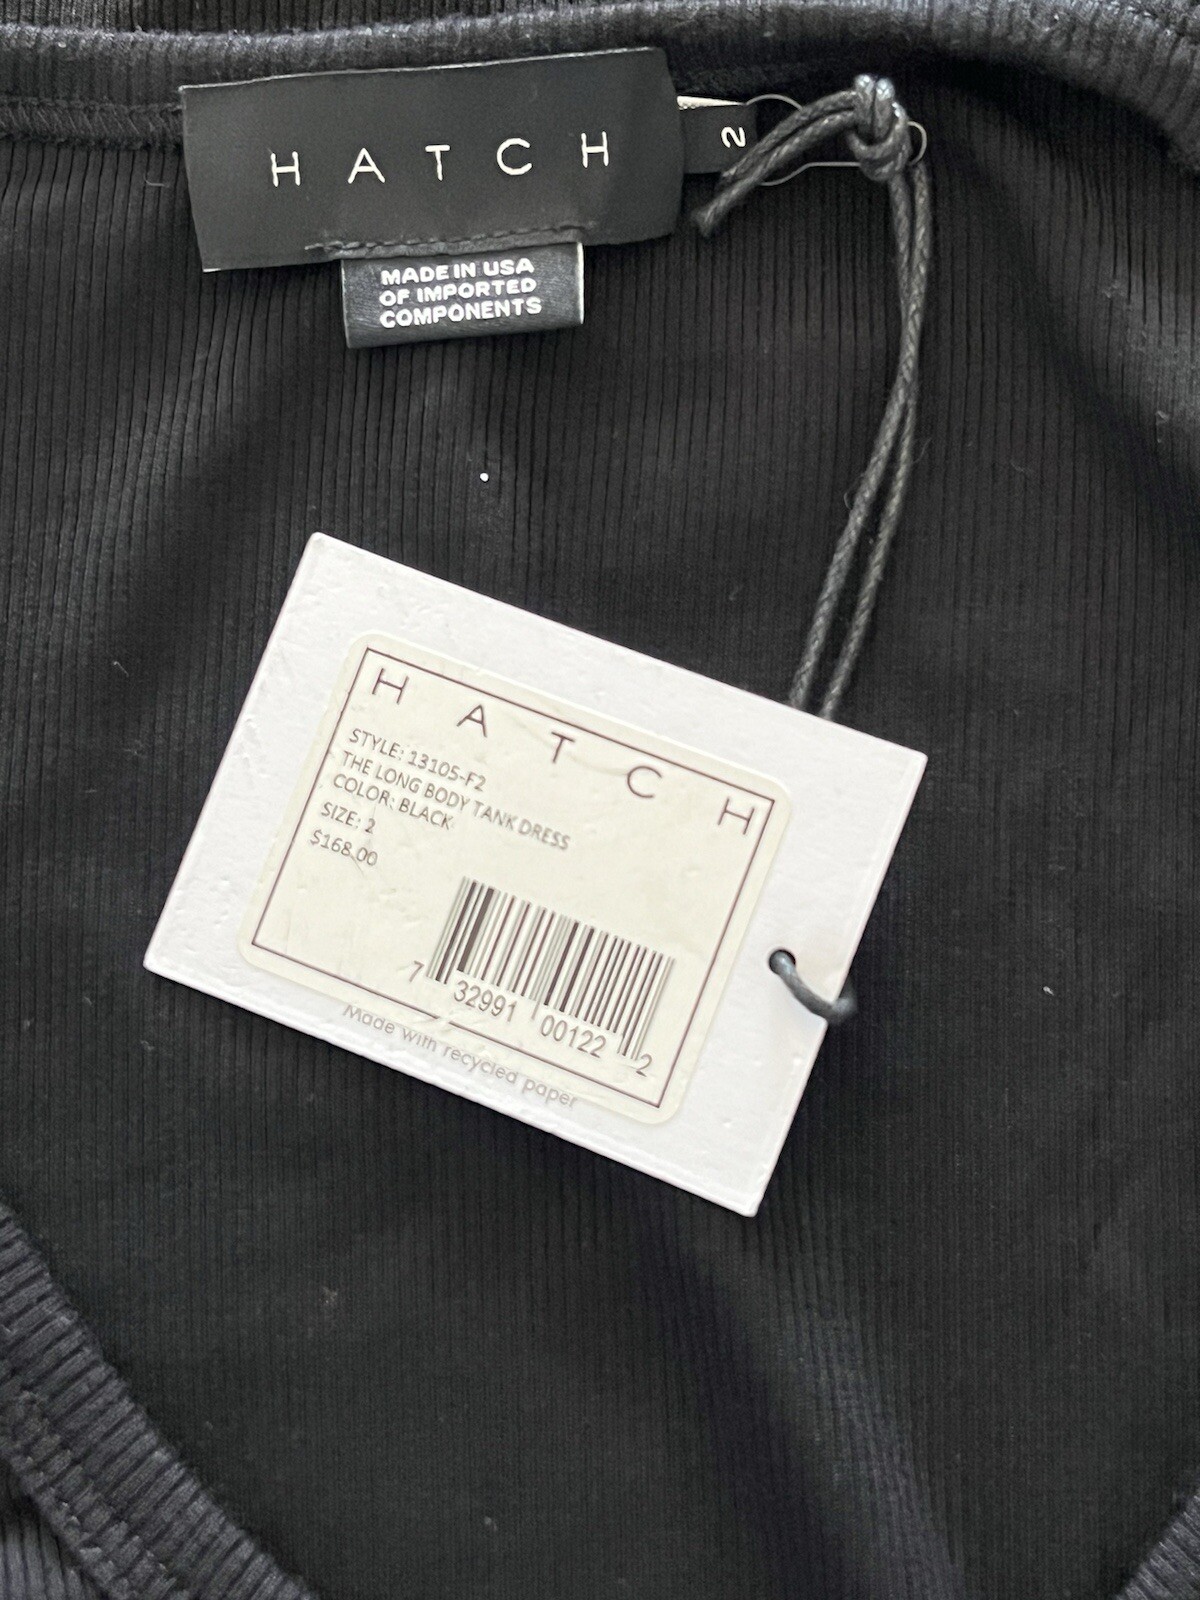 HATCH
2
MADE IN USA
OF IMPORTED
COMPONENTS
HATCH
STYLE: 13105-F2
THE LONG BODY TANK DRESS
COLOR: BLACK
SIZE: 2
$168.00
7 32991 00122 2
Made with recycled paper